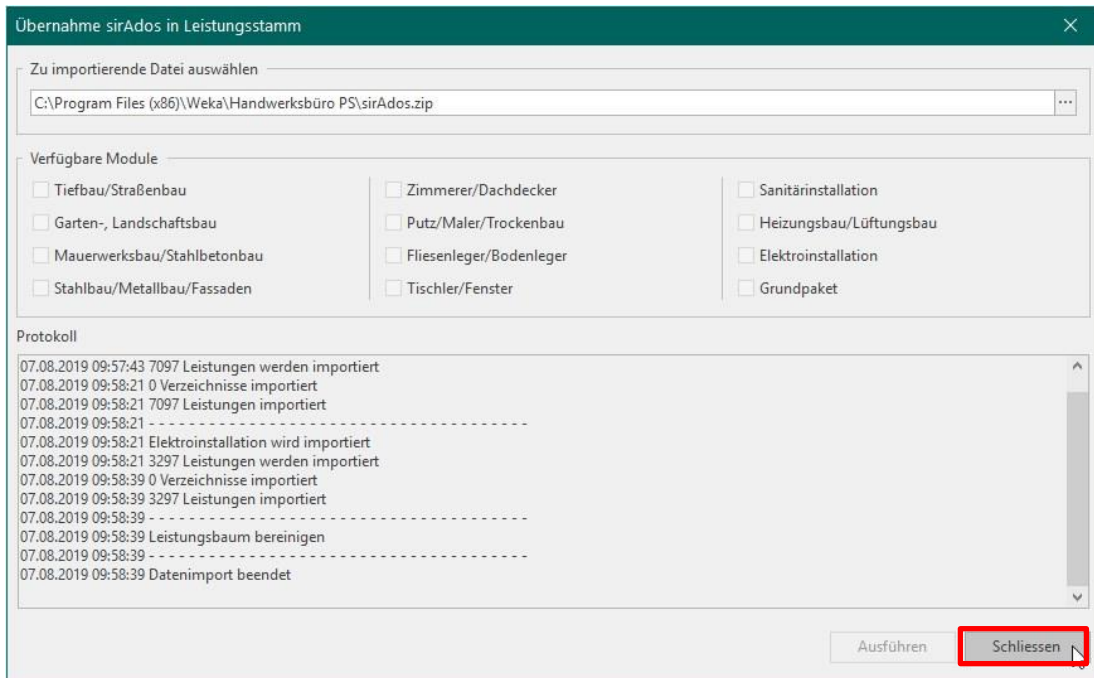 Übernahme sirAdos in Leistungsstamm
Zu importierende Datei auswählen
C:\Program Files (x86)\Weka\Handwerksbüro PS\sirAdos.zip
...
Verfügbare Module
Tiefbau/Straßenbau
Zimmerer/Dachdecker
Sanitärinstallation
Garten-, Landschaftsbau
Putz/Maler/Trockenbau
Heizungsbau/Lüftungsbau
Mauerwerksbau/Stahlbetonbau
Fliesenleger/Bodenleger
Elektroinstallation
Stahlbau/Metallbau/Fassaden
Tischler/Fenster
Grundpaket
Protokoll
07.08.2019 09:57:43 7097 Leistungen werden importiert
07.08.2019 09:58:21 0 Verzeichnisse importiert
07.08.2019 09:58:21 7097 Leistungen importiert
07.08.2019 09:58:21 - - - - - - - - - - - - - - - - - - - - - - - - - - - - - - - - - - - - - - - -
07.08.2019 09:58:21 Elektroinstallation wird importiert
07.08.2019 09:58:21 3297 Leistungen werden importiert
07.08.2019 09:58:39 0 Verzeichnisse importiert
07.08.2019 09:58:39 3297 Leistungen importiert
07.08.2019 09:58:39 - - - - - - - - - - - - - - - - - - - - - - - - - - - - - - - - - - - - - - - -
07.08.2019 09:58:39 Leistungsbaum bereinigen
07.08.2019 09:58:39 - - - - - - - - - - - - - - - - - - - - - - - - - - - - - - - - - - - - - - - -
07.08.2019 09:58:39 Datenimport beendet
Ausführen
Schliessen